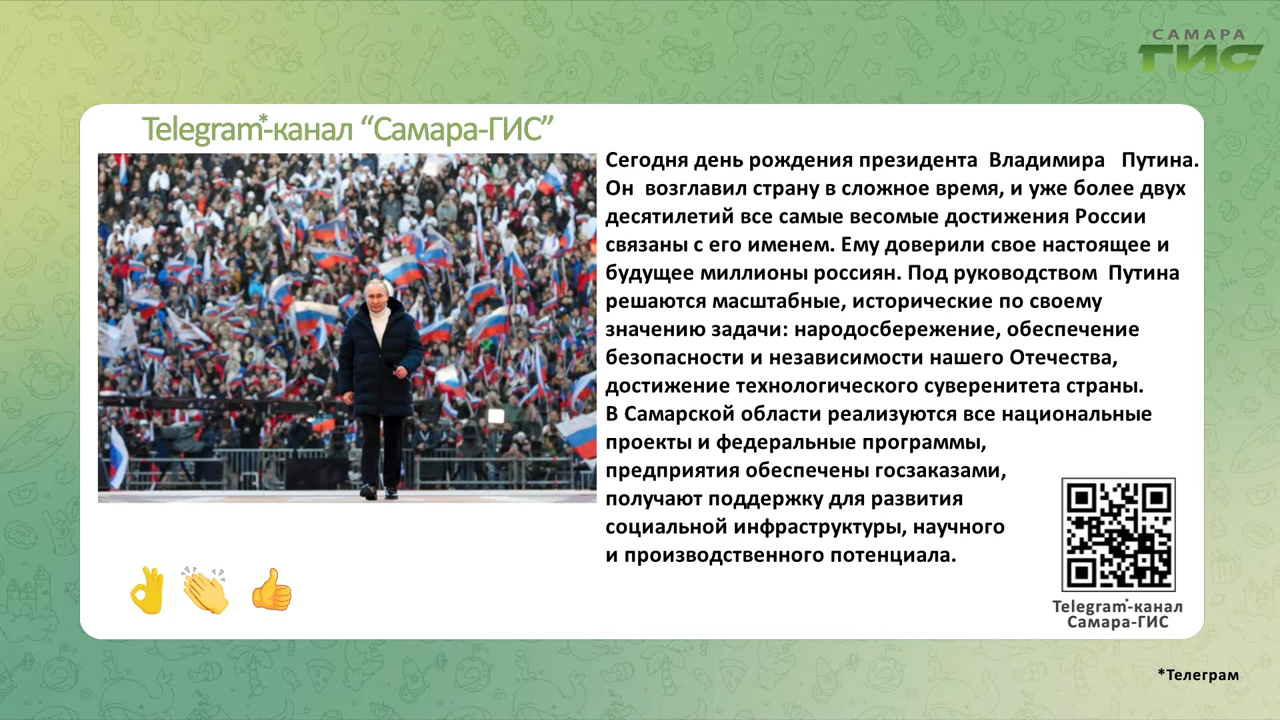 САМАРА
ГИС
Telegram*-канал “Самара-ГИС”
Сегодня день рождения президента Владимира Путина.
Он возглавил страну в сложное время, и уже более двух
десятилетий все самые весомые достижения России
связаны с его именем. Ему доверили свое настоящее и
будущее миллионы россиян. Под руководством Путина
решаются масштабные, исторические по своему
значению задачи: народосбережение, обеспечение
безопасности и независимости нашего Отечества,
достижение технологического суверенитета страны.
В Самарской области реализуются все национальные
проекты и федеральные программы,
предприятия обеспечены госзаказами,
получают поддержку для развития
социальной инфраструктуры, научного
и производственного потенциала.
Telegram*-канал
Самара-ГИС
*Телеграм